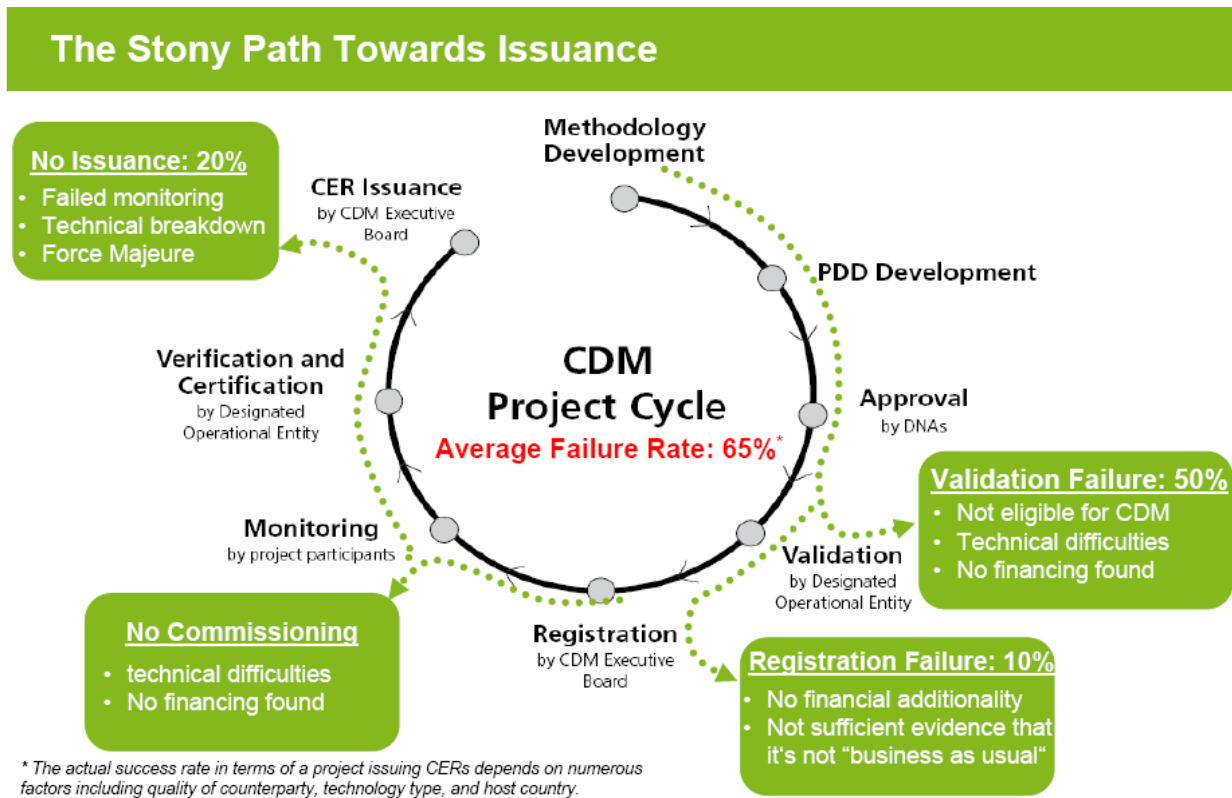 The Stony Path Towards Issuance
Methodology
Development
PDD Development
Approval
by DNAs
Validation Failure: 50%
• Not eligible for CDM
• Technical difficulties
• No financing found
Validation
by Designated
Operational Entity
Registration Failure: 10%
• No financial additionality
• Not sufficient evidence that
it's not "business as usual“
Registration
by CDM Executive
Board
No Commissioning
• technical difficulties
• No financing found
Monitoring
by project participants
Verification and
Certification
by Designated
Operational Entity
CER Issuance
by CDM Executive
Board
No Issuance: 20%
• Failed monitoring
• Technical breakdown
• Force Majeure
CDM
Project Cycle
Average Failure Rate: 65%*
* The actual success rate in terms of a project issuing CERs depends on numerous
factors including quality of counterparty, technology type, and host country.